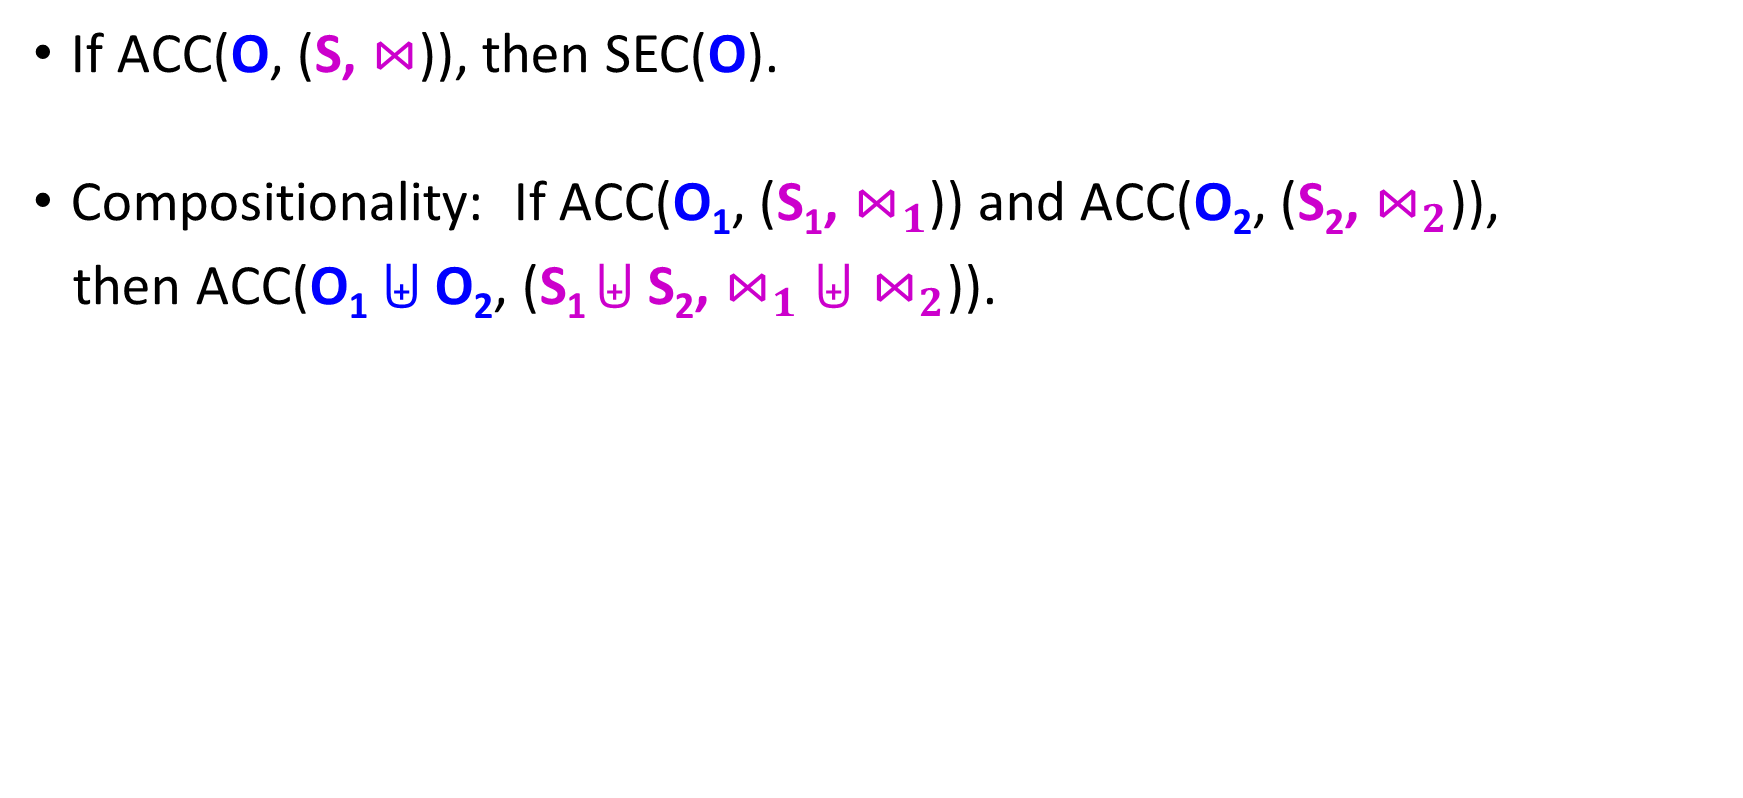 • If ACC(O, (S, ⋈)), then SEC(O).
• Compositionality: If ACC(O₁, (S₁, ⋈₁)) and ACC(O₂, (S₂, ⋈₂)),
then ACC(O₁ ⊎ O₂, (S₁ ⊎ S₂, ⋈₁ ⊎ ⋈₂)).